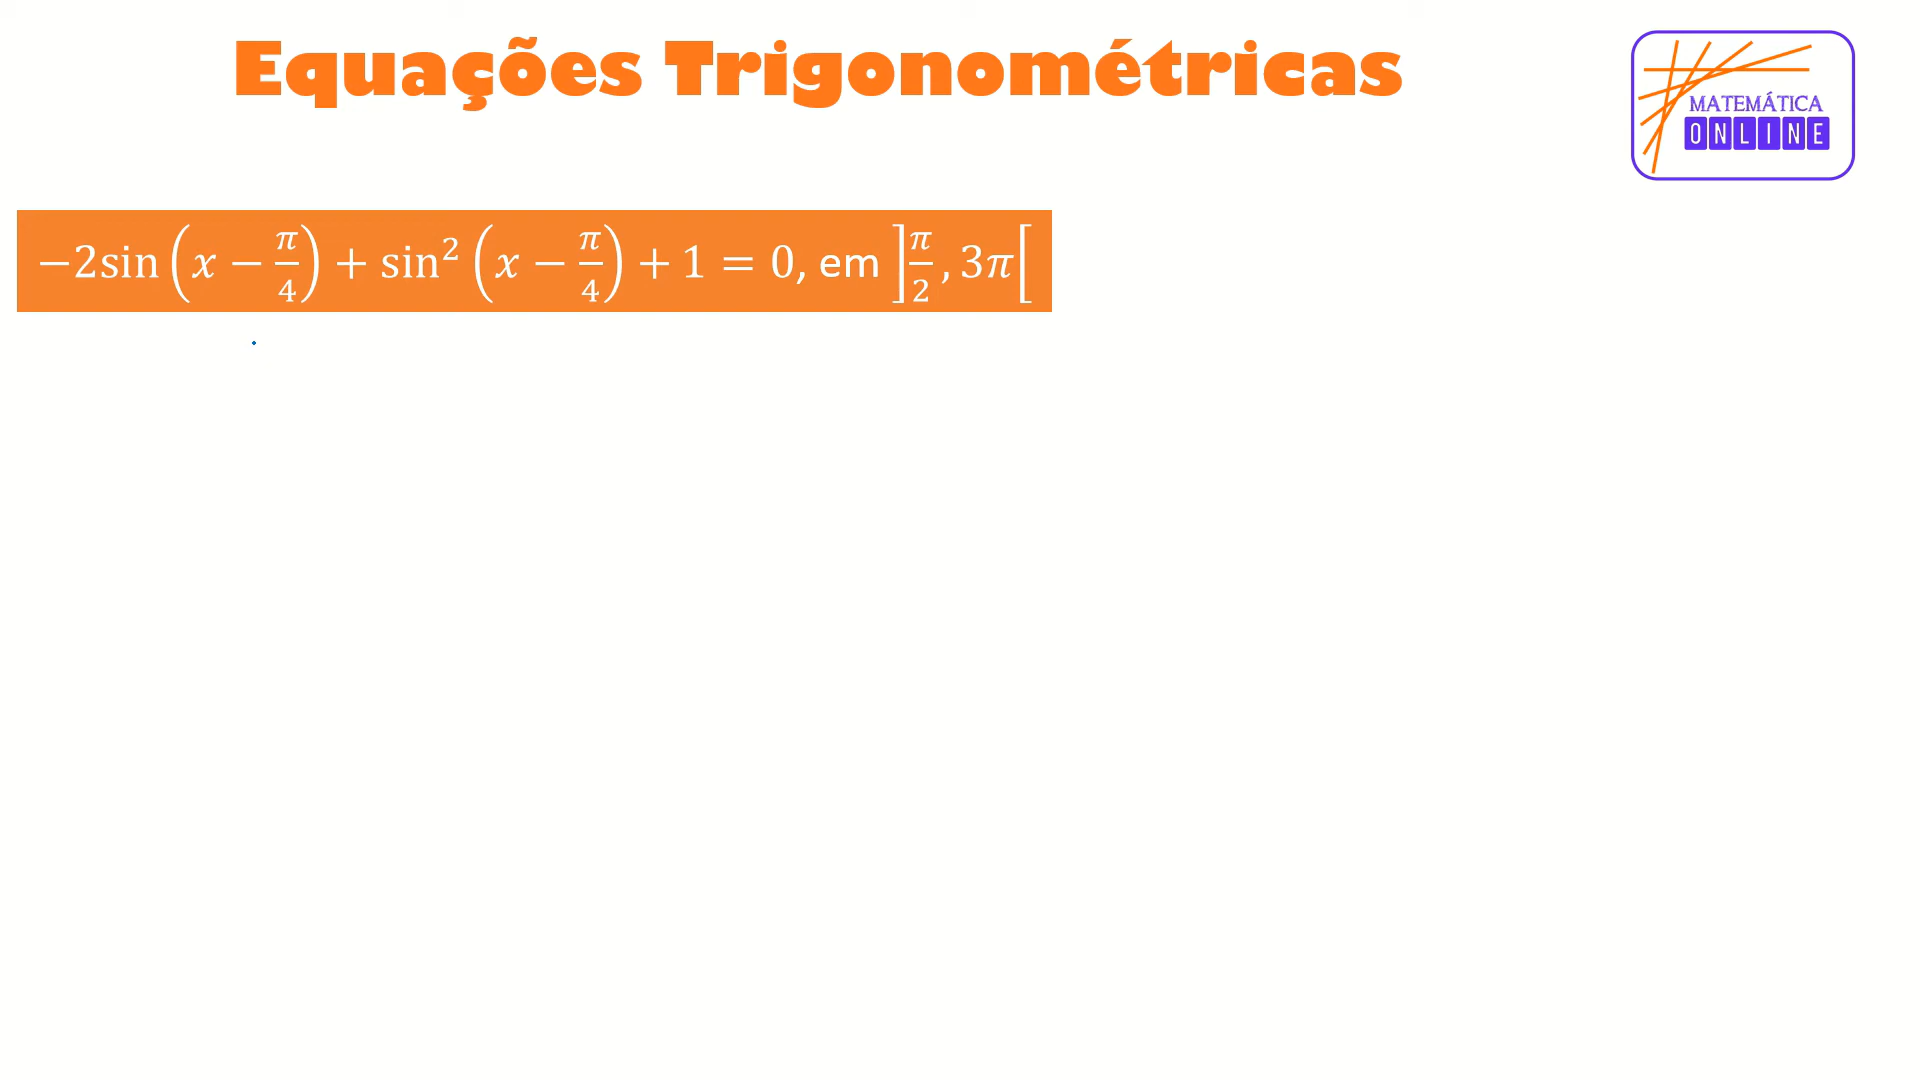 Equações Trigonométricas
MATEMÁTICA
ONLINE
−2sin(x − π/4) + sin²(x − π/4) + 1 = 0, em ]π/2, 3π[